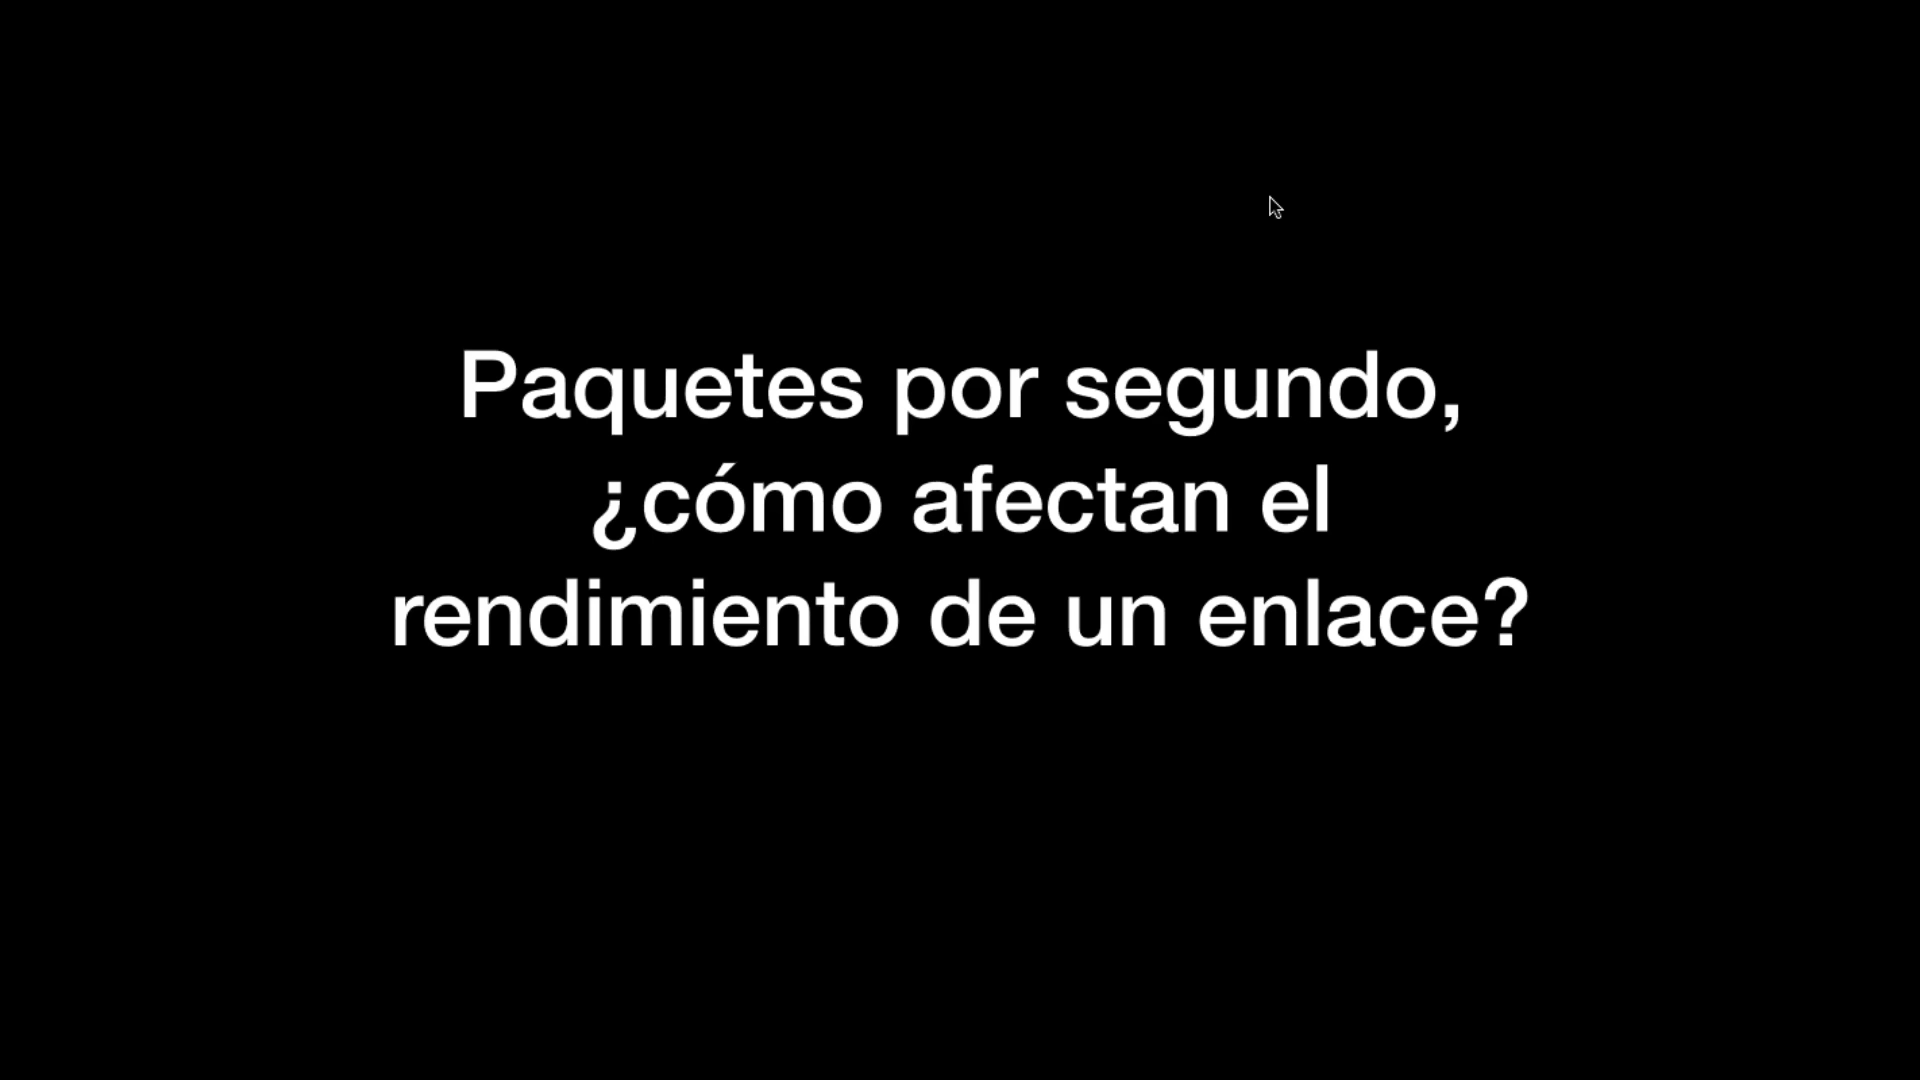 Paquetes por segundo,
¿cómo afectan el
rendimiento de un enlace?